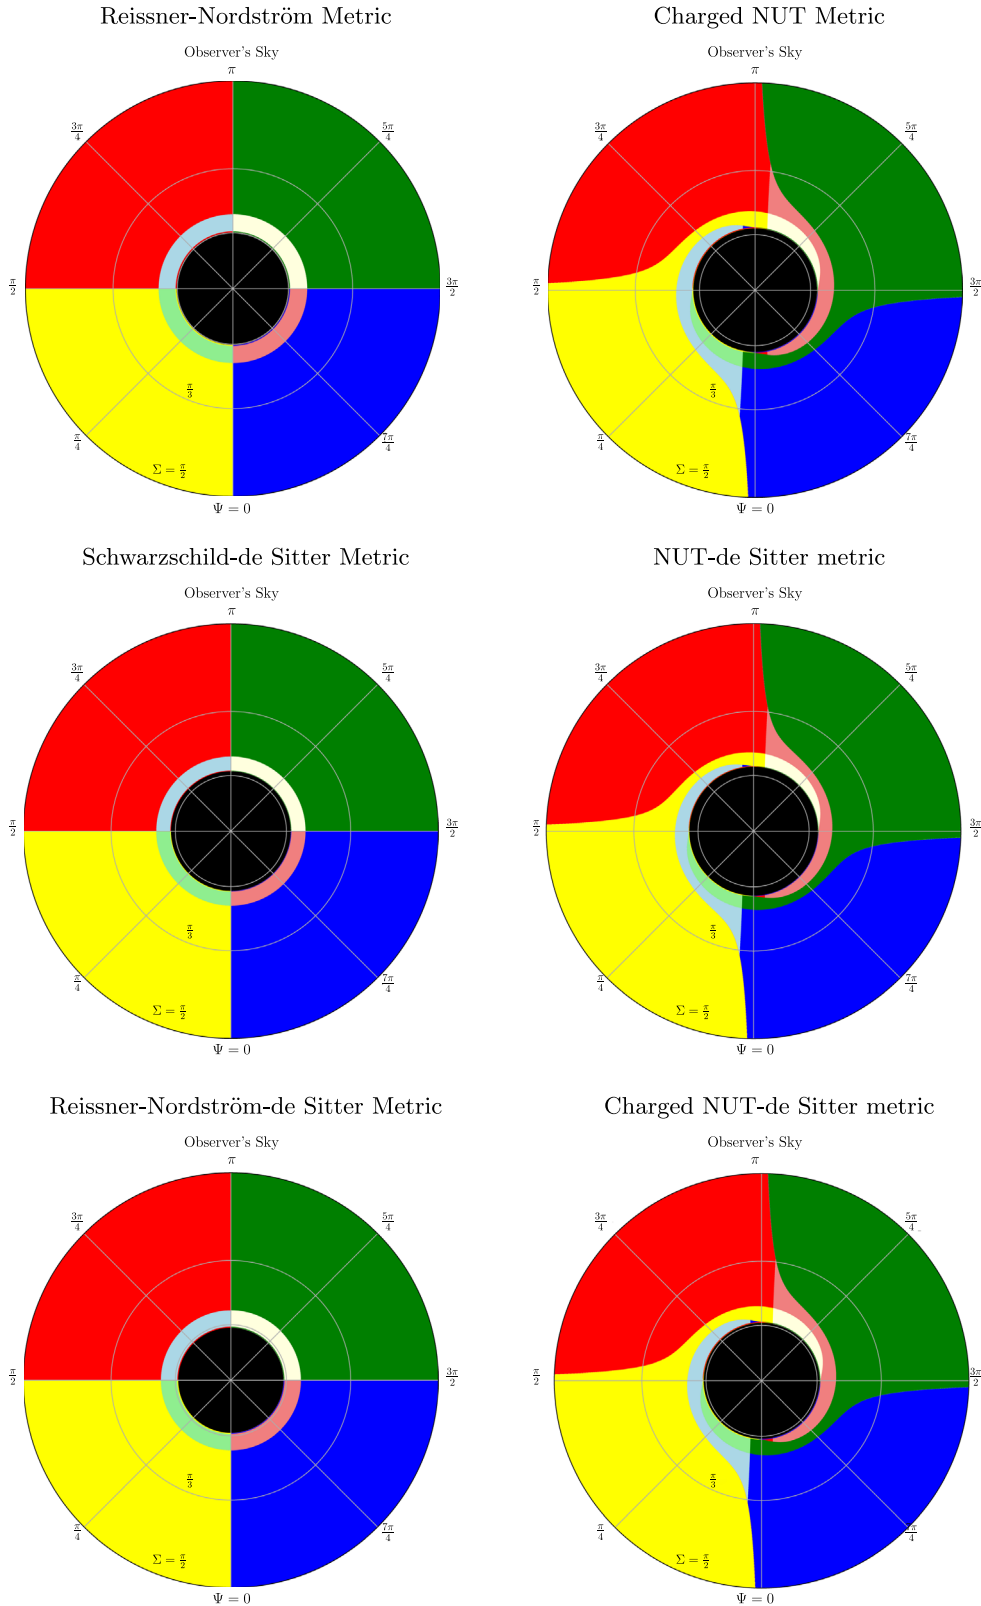 Reissner-Nordström Metric
Observer's Sky
π
3π/4
5π/4
π/2
3π/2
π/3
π/4
7π/4
Σ = π/2
Ψ = 0
Charged NUT Metric
Observer's Sky
π
3π/4
5π/4
π/2
3π/2
π/3
π/4
7π/4
Σ = π/2
Ψ = 0
Schwarzschild-de Sitter Metric
Observer's Sky
π
3π/4
5π/4
π/2
3π/2
π/3
π/4
7π/4
Σ = π/2
Ψ = 0
NUT-de Sitter metric
Observer's Sky
π
3π/4
5π/4
π/2
3π/2
π/3
π/4
7π/4
Σ = π/2
Ψ = 0
Reissner-Nordström-de Sitter Metric
Observer's Sky
π
3π/4
5π/4
π/2
3π/2
π/3
π/4
7π/4
Σ = π/2
Ψ = 0
Charged NUT-de Sitter metric
Observer's Sky
π
3π/4
5π/4
π/2
3π/2
π/3
π/4
7π/4
Σ = π/2
Ψ = 0